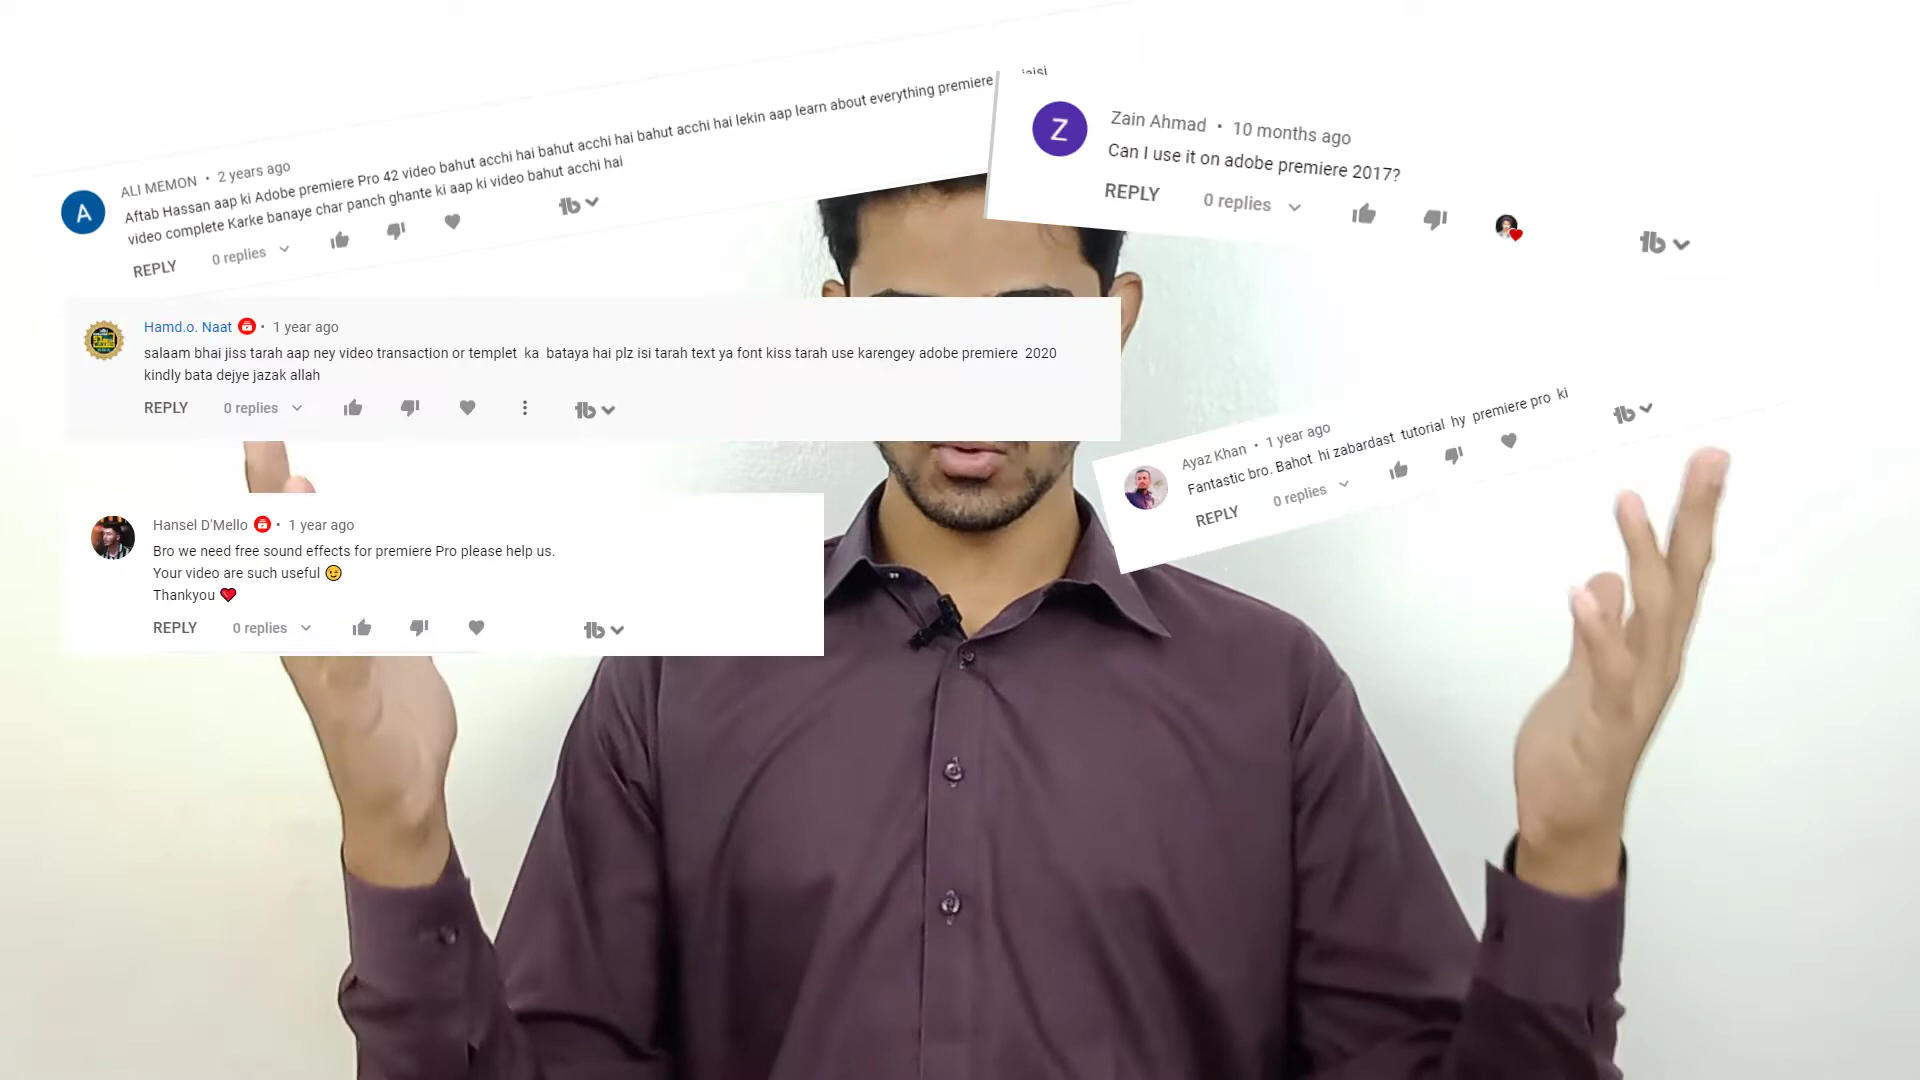 ALI MEMON • 2 years ago
Aftab Hassan aap ki Adobe premiere Pro 42 video bahut acchi hai bahut acchi hai bahut acchi hai lekin aap learn about everything premiere
video complete Karke banaye char panch ghante ki aap ki video bahut acchi hai
REPLY 0 replies
Zain Ahmad • 10 months ago
Can I use it on adobe premiere 2017?
REPLY 0 replies
Hamd.o. Naat • 1 year ago
salaam bhai jiss tarah aap ney video transaction or templet ka bataya hai plz isi tarah text ya font kiss tarah use karengey adobe premiere 2020
kindly bata dejye jazak allah
REPLY 0 replies
Ayaz Khan • 1 year ago
Fantastic bro. Bahot hi zabardast tutorial hy premiere pro ki
REPLY 0 replies
Hansel D'Mello • 1 year ago
Bro we need free sound effects for premiere Pro please help us.
Your video are such useful 😉
Thankyou ❤️
REPLY 0 replies